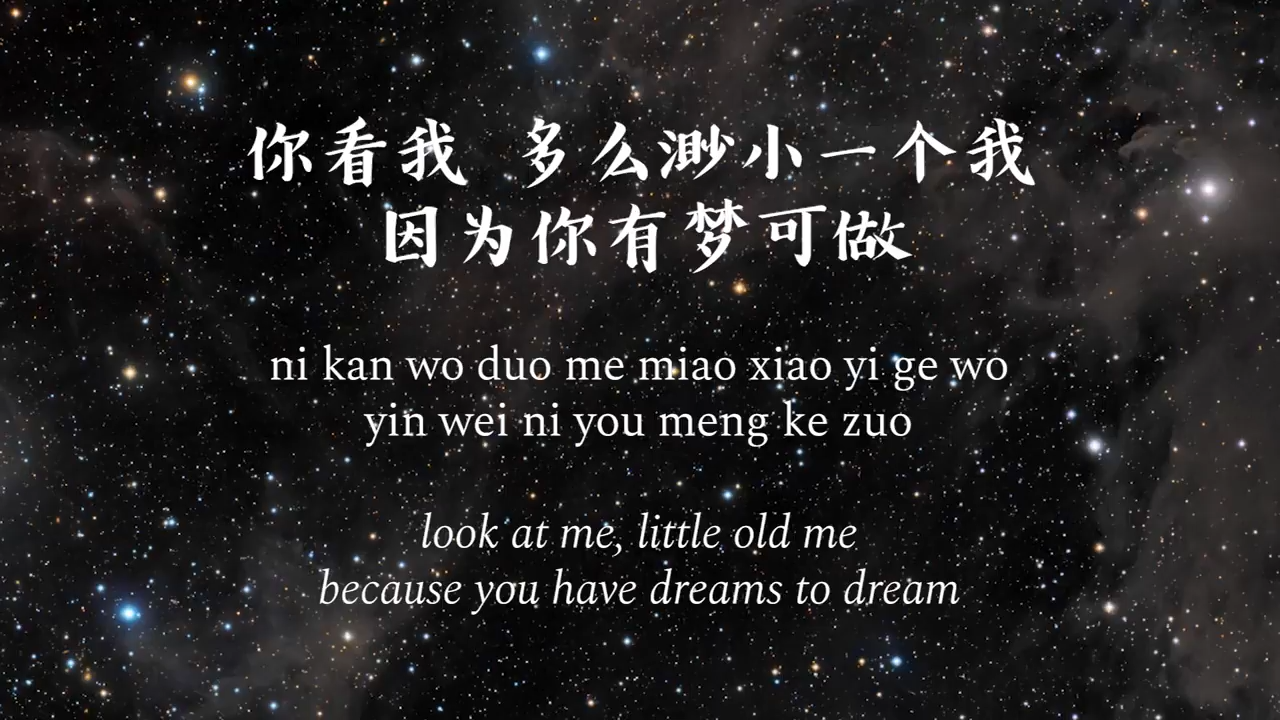 你看我 多么渺小一个我
因为你有梦可做
ni kan wo duo me miao xiao yi ge wo
yin wei ni you meng ke zuo
look at me, little old me
because you have dreams to dream